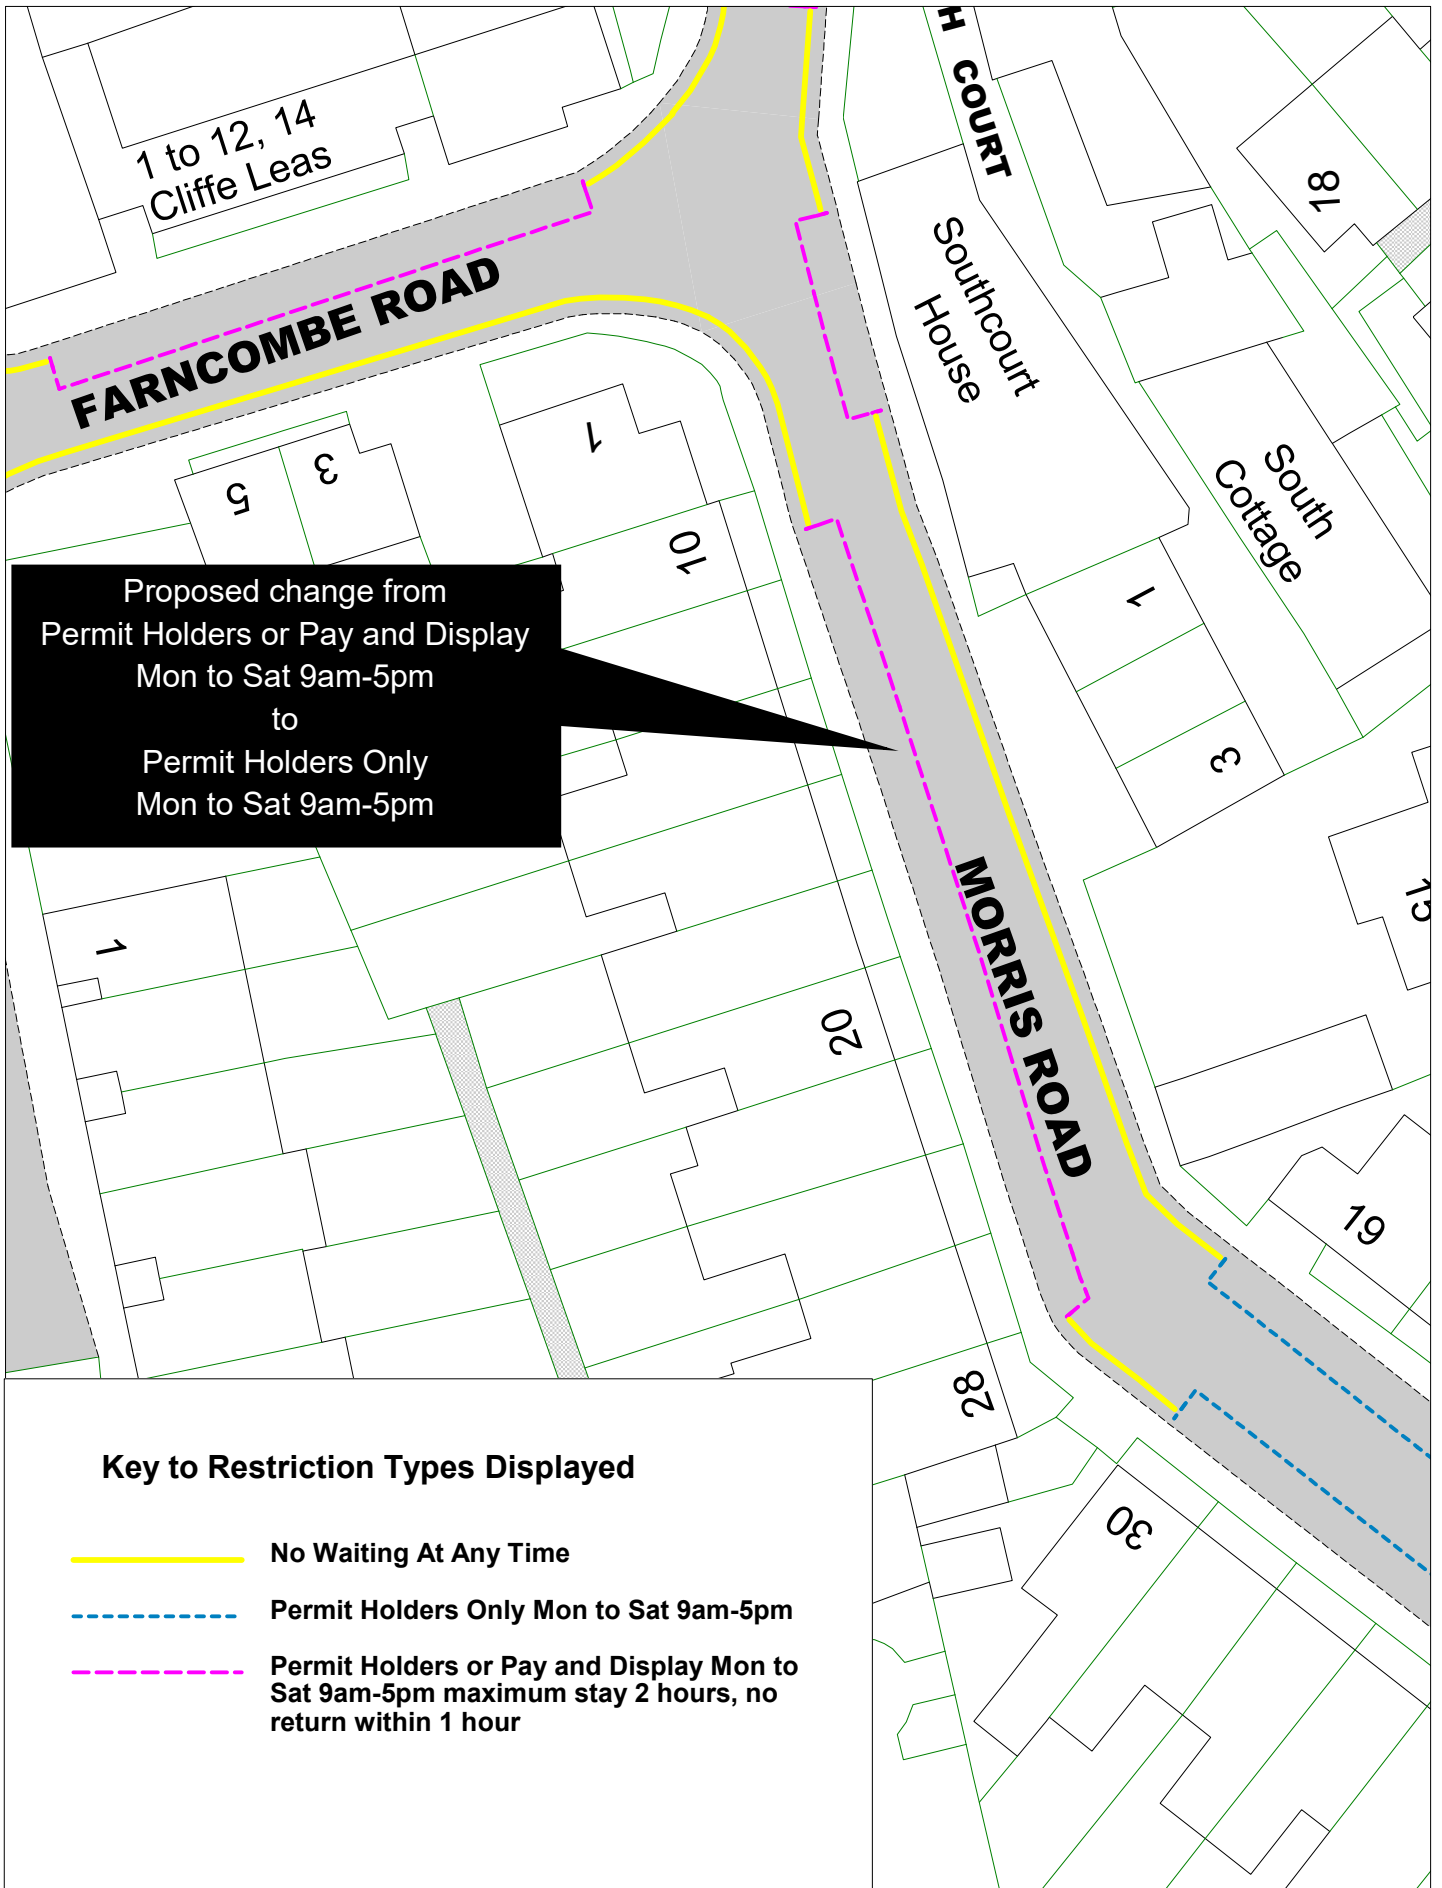 H COURT
1 to 12, 14
Cliffe Leas
18
Southcourt
House
FARNCOMBE ROAD
1
3
5
South
Cottage
10
1
Proposed change from
Permit Holders or Pay and Display
Mon to Sat 9am-5pm
to
Permit Holders Only
Mon to Sat 9am-5pm
3
15
MORRIS ROAD
1
20
19
28
30
Key to Restriction Types Displayed
No Waiting At Any Time
Permit Holders Only Mon to Sat 9am-5pm
Permit Holders or Pay and Display Mon to
Sat 9am-5pm maximum stay 2 hours, no
return within 1 hour